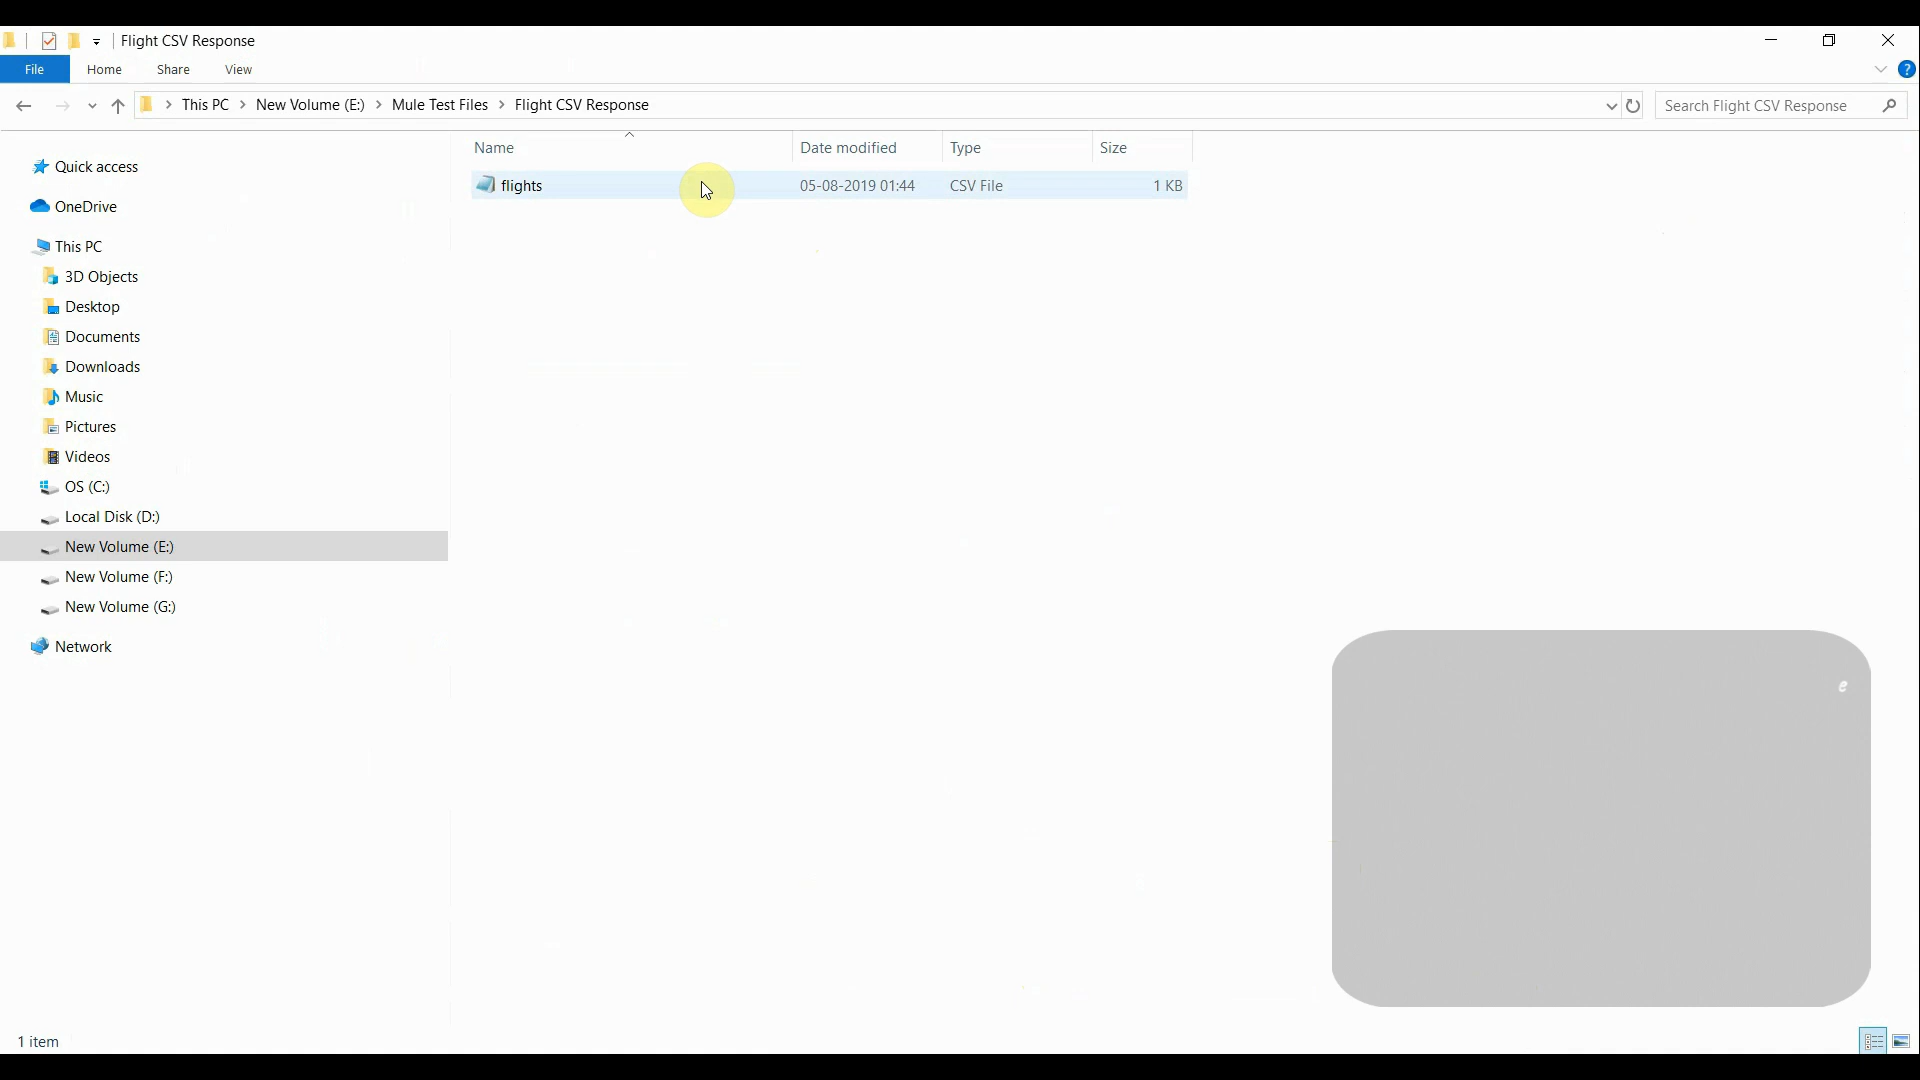 Flight CSV Response
File Home Share View
This PC New Volume (E:) Mule Test Files Flight CSV Response
Search Flight CSV Response
Name Date modified Type Size
flights 05-08-2019 01:44 CSV File 1 KB
Quick access
OneDrive
This PC
3D Objects
Desktop
Documents
Downloads
Music
Pictures
Videos
OS (C:)
Local Disk (D:)
New Volume (E:)
New Volume (F:)
New Volume (G:)
Network
e
1 item